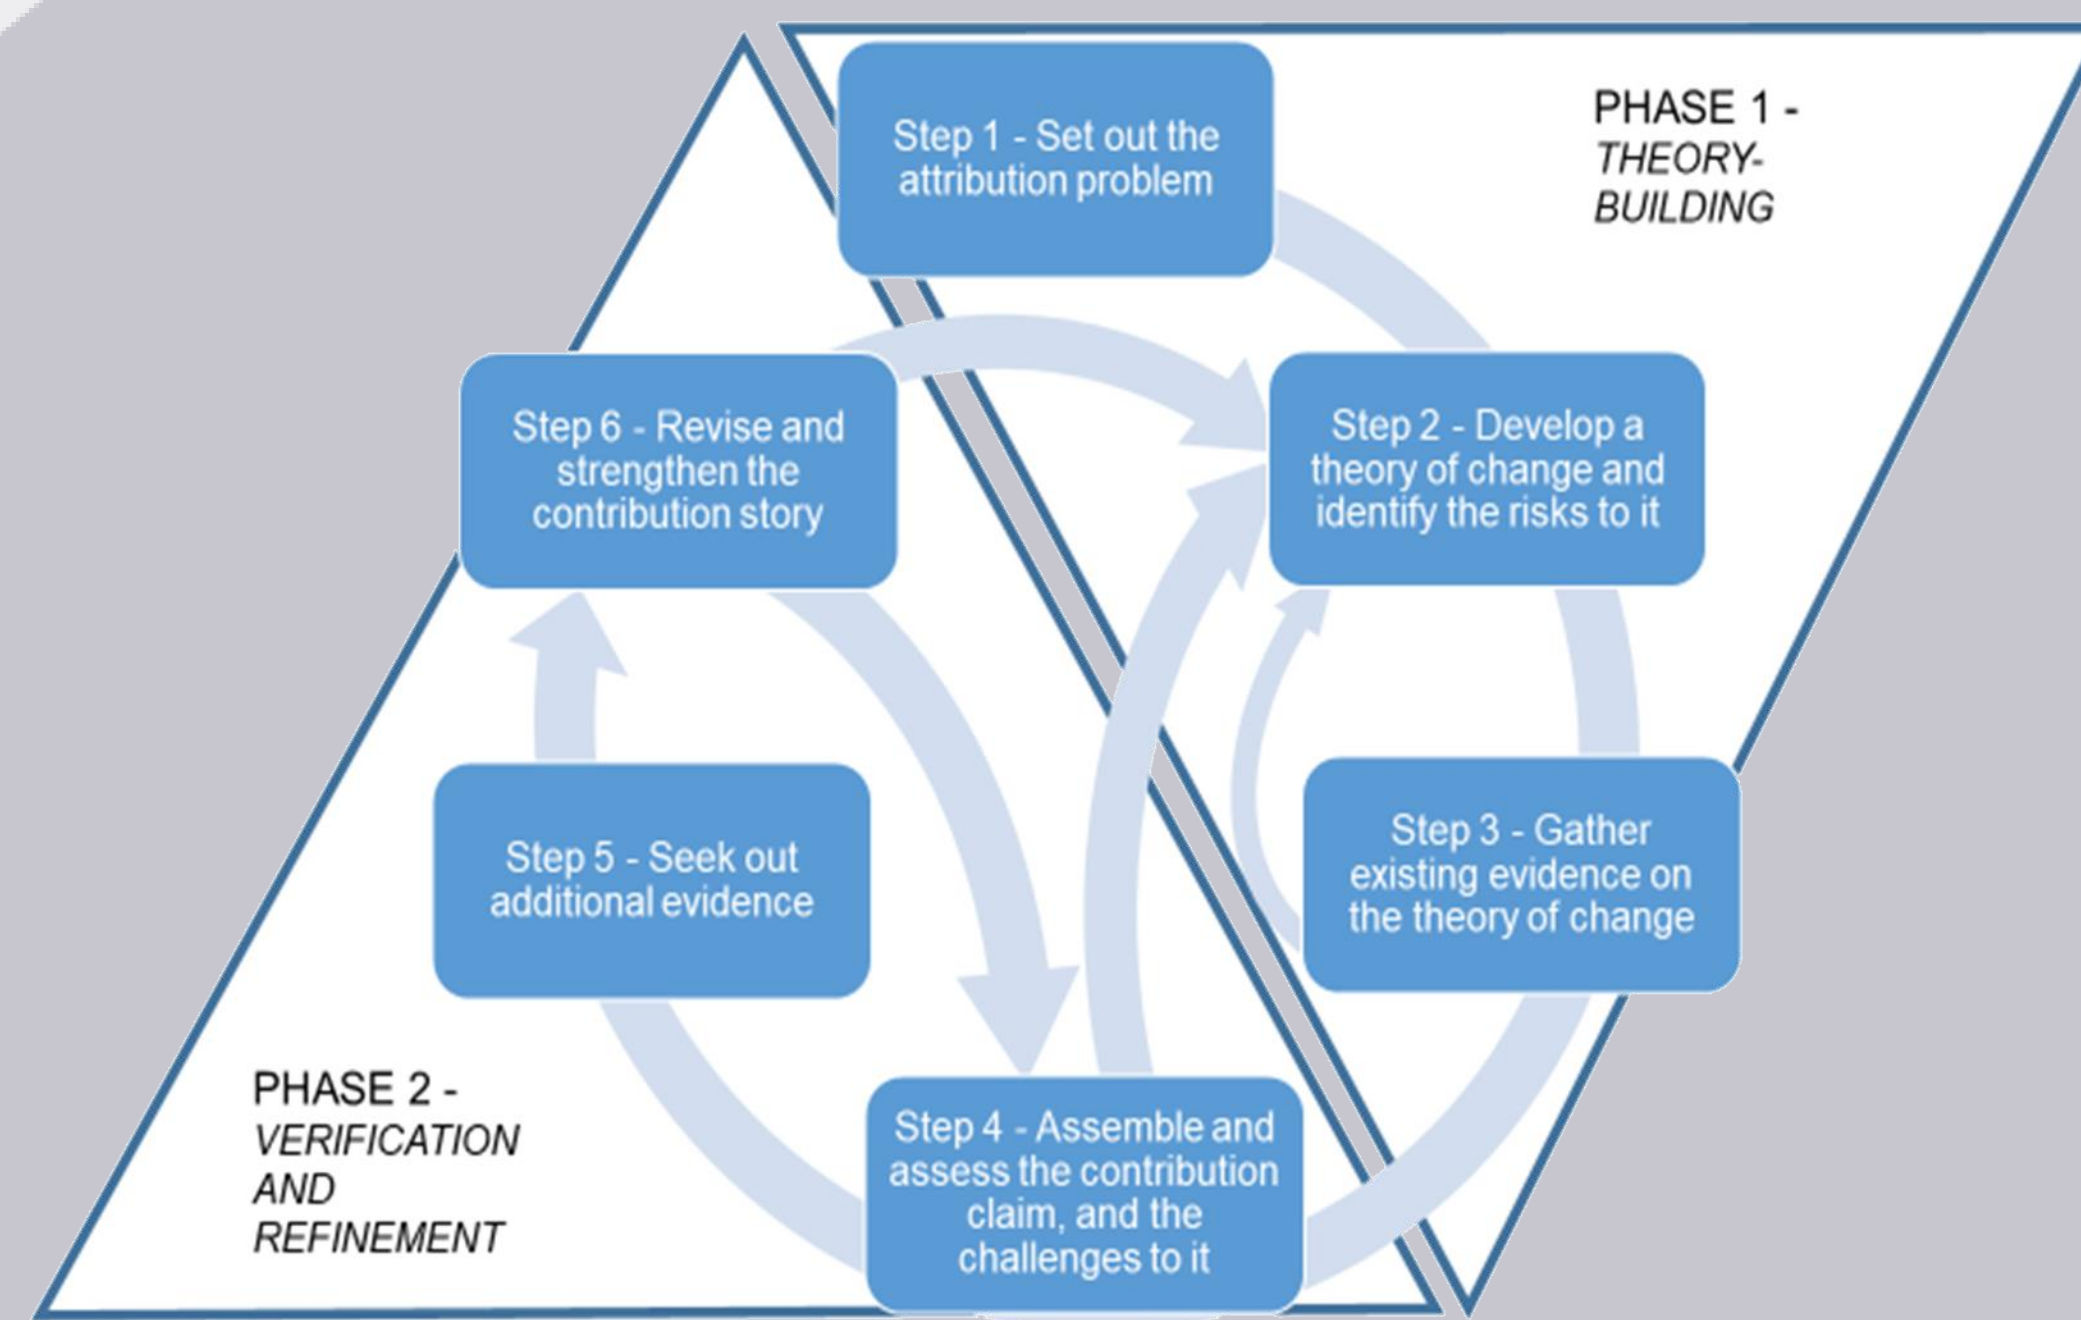 Step 1 - Set out the
attribution problem
PHASE 1 -
THEORY-
BUILDING
Step 2 - Develop a
theory of change and
identify the risks to it
Step 3 - Gather
existing evidence on
the theory of change
Step 4 - Assemble and
assess the contribution
claim, and the
challenges to it
Step 5 - Seek out
additional evidence
Step 6 - Revise and
strengthen the
contribution story
PHASE 2 -
VERIFICATION
AND
REFINEMENT